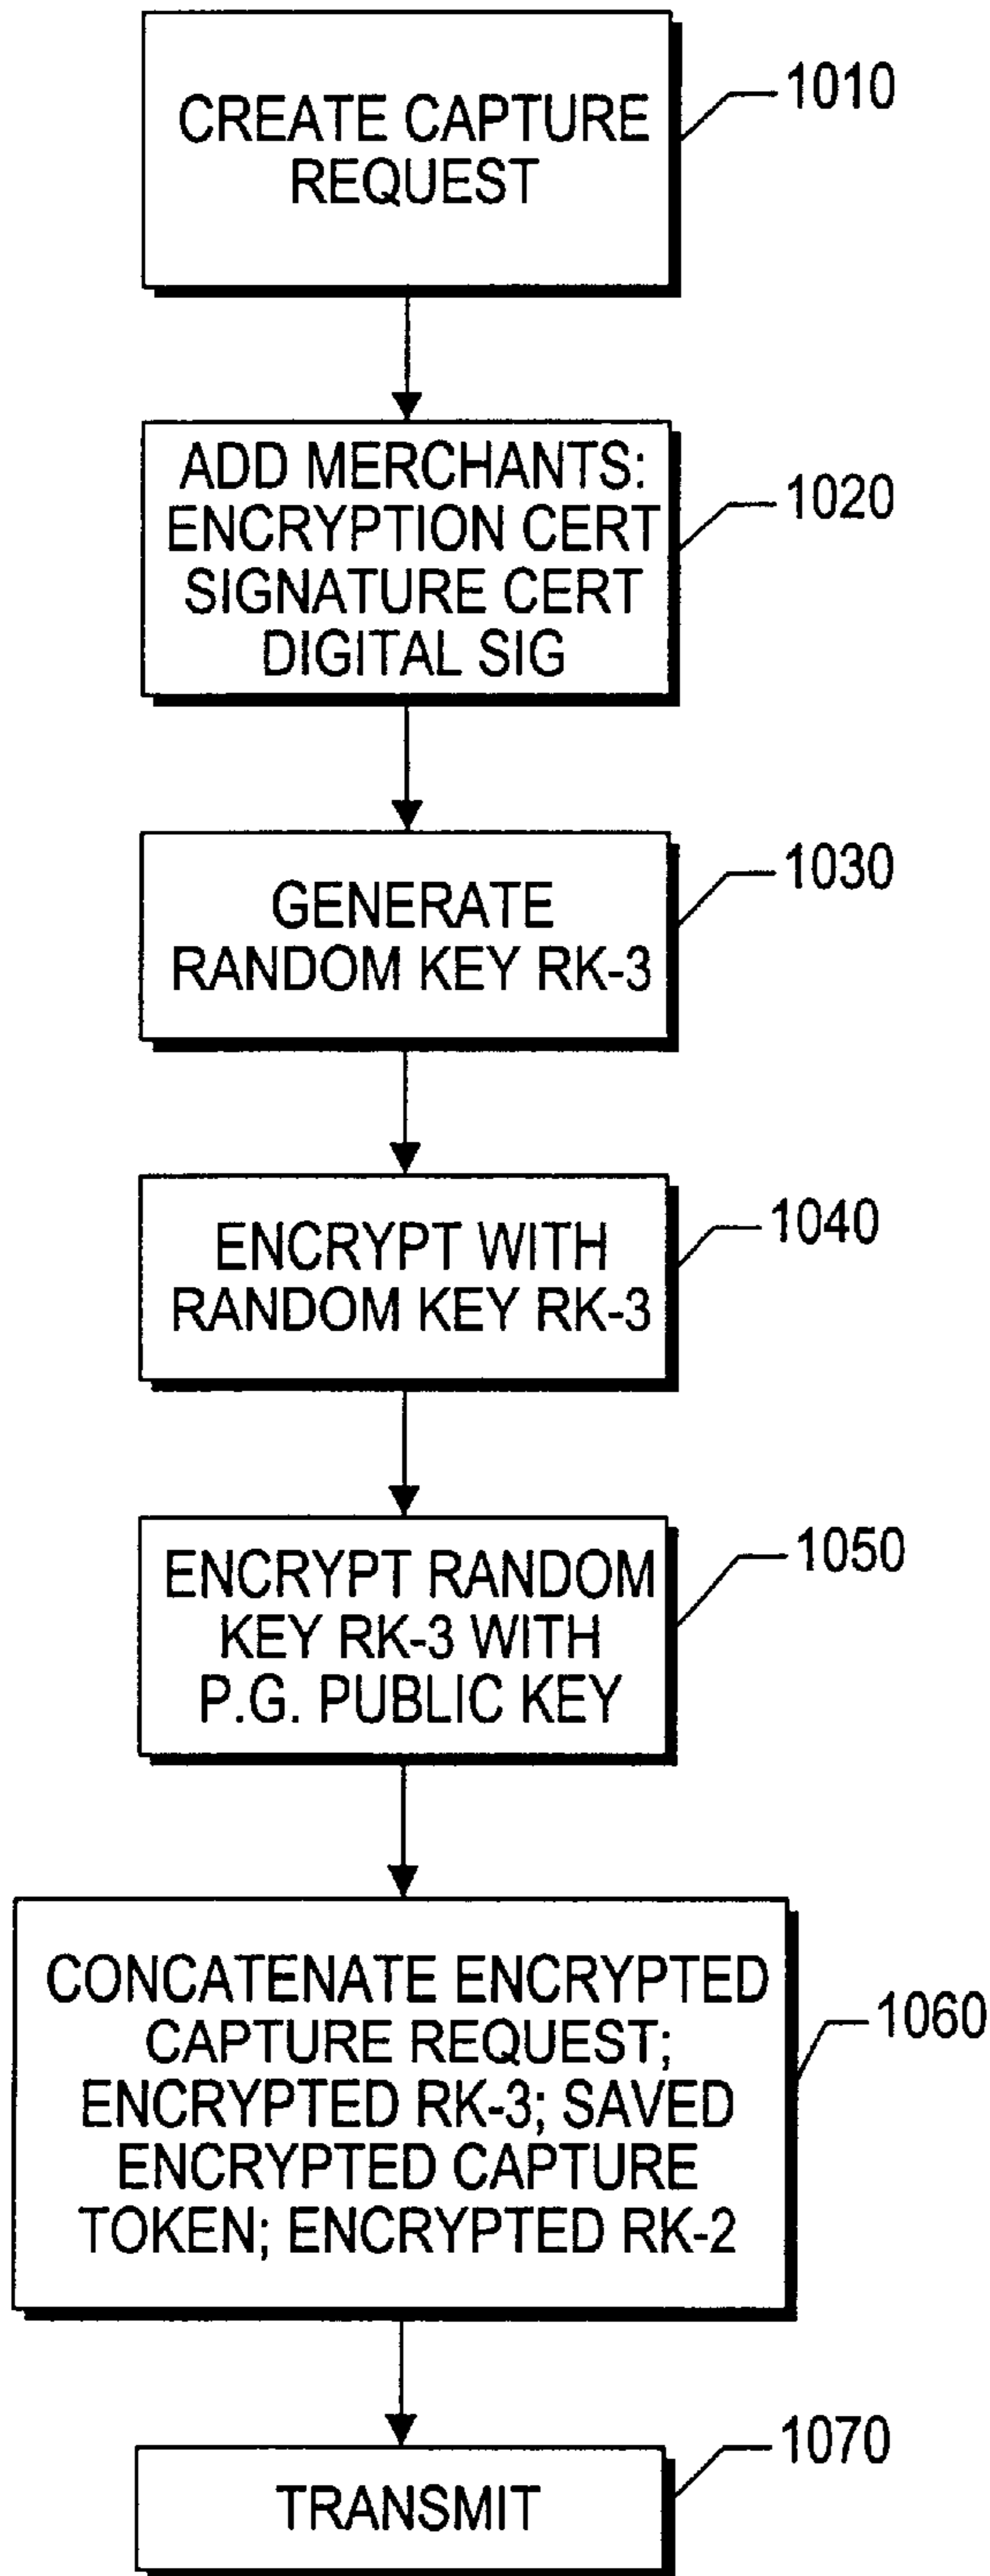 CREATE CAPTURE
REQUEST
1010
ADD MERCHANTS:
ENCRYPTION CERT
SIGNATURE CERT
DIGITAL SIG
1020
GENERATE
RANDOM KEY RK-3
1030
ENCRYPT WITH
RANDOM KEY RK-3
1040
ENCRYPT RANDOM
KEY RK-3 WITH
P.G. PUBLIC KEY
1050
CONCATENATE ENCRYPTED
CAPTURE REQUEST;
ENCRYPTED RK-3; SAVED
ENCRYPTED CAPTURE
TOKEN; ENCRYPTED RK-2
1060
TRANSMIT
1070